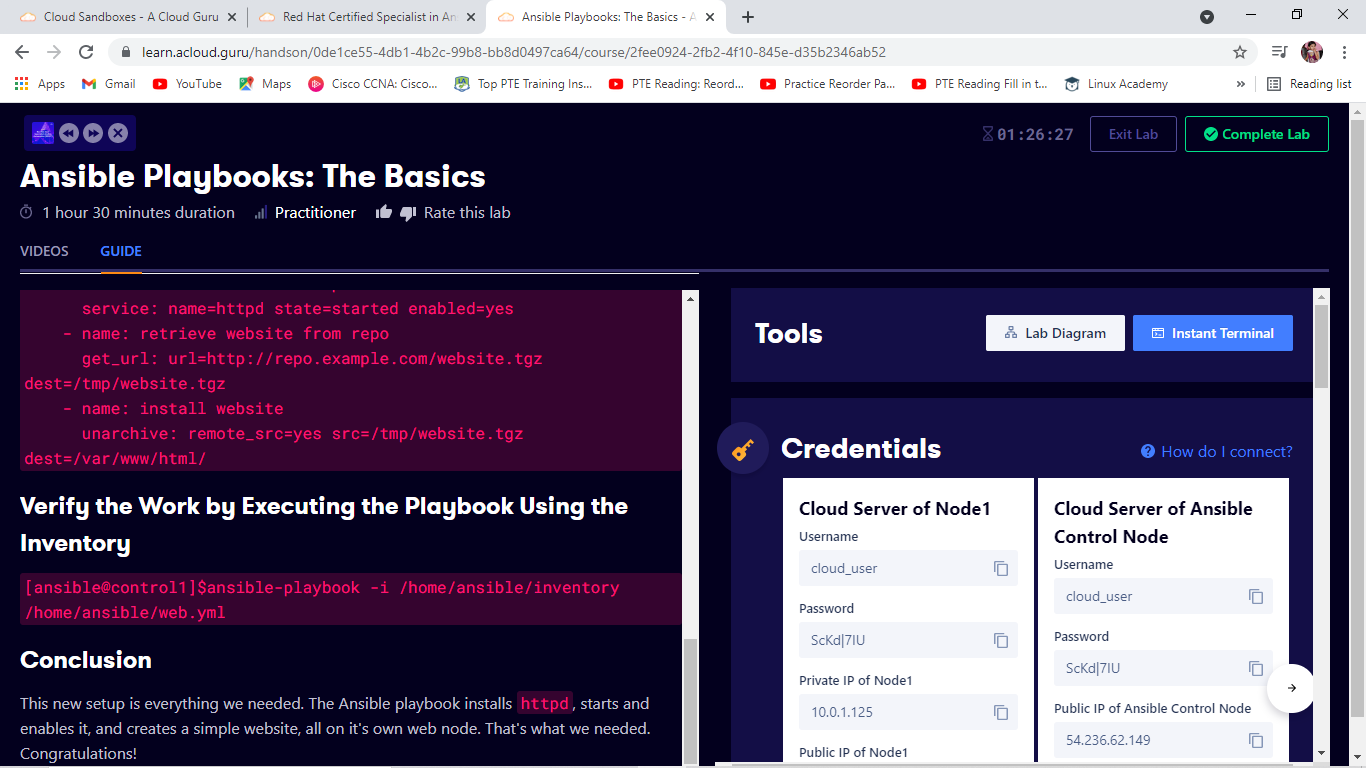 Cloud Sandboxes - A Cloud Guru
Red Hat Certified Specialist in An
Ansible Playbooks: The Basics - A
learn.acloud.guru/handson/0de1ce55-4db1-4b2c-99b8-bb8d0497ca64/course/2fee0924-2fb2-4f10-845e-d35b2346ab52
Apps Gmail YouTube Maps Cisco CCNA: Cisco... Top PTE Training Ins... PTE Reading: Reord... Practice Reorder Pa... PTE Reading Fill in t... Linux Academy » Reading list
01:26:27 Exit Lab Complete Lab
Ansible Playbooks: The Basics
1 hour 30 minutes duration Practitioner Rate this lab
VIDEOS GUIDE
service: name=httpd state=started enabled=yes
- name: retrieve website from repo
get_url: url=http://repo.example.com/website.tgz
dest=/tmp/website.tgz
- name: install website
unarchive: remote_src=yes src=/tmp/website.tgz
dest=/var/www/html/
Verify the Work by Executing the Playbook Using the
Inventory
[ansible@control1]$ansible-playbook -i /home/ansible/inventory
/home/ansible/web.yml
Conclusion
This new setup is everything we needed. The Ansible playbook installs httpd, starts and
enables it, and creates a simple website, all on it's own web node. That's what we needed.
Congratulations!
Tools
Lab Diagram
Instant Terminal
Credentials
How do I connect?
Cloud Server of Node1
Username
cloud_user
Password
ScKd|7IU
Private IP of Node1
10.0.1.125
Public IP of Node1
Cloud Server of Ansible
Control Node
Username
cloud_user
Password
ScKd|7IU
Public IP of Ansible Control Node
54.236.62.149